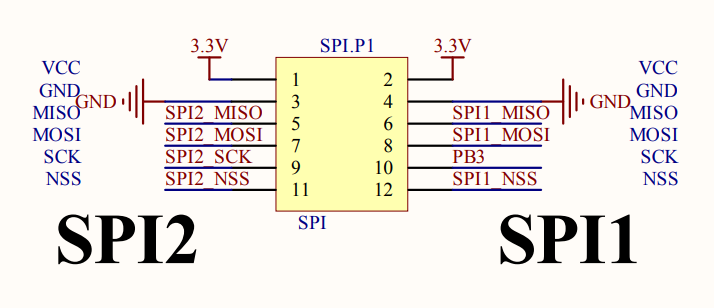 3.3V SPI.P1 3.3V
VCC 1 2 VCC
GND GND 3 4 GND GND
MISO SPI2_MISO 5 6 SPI1_MISO MISO
MOSI SPI2_MOSI 7 8 SPI1_MOSI MOSI
SCK SPI2_SCK 9 10 PB3 SCK
NSS SPI2_NSS 11 12 SPI1_NSS NSS
SPI2 SPI SPI1